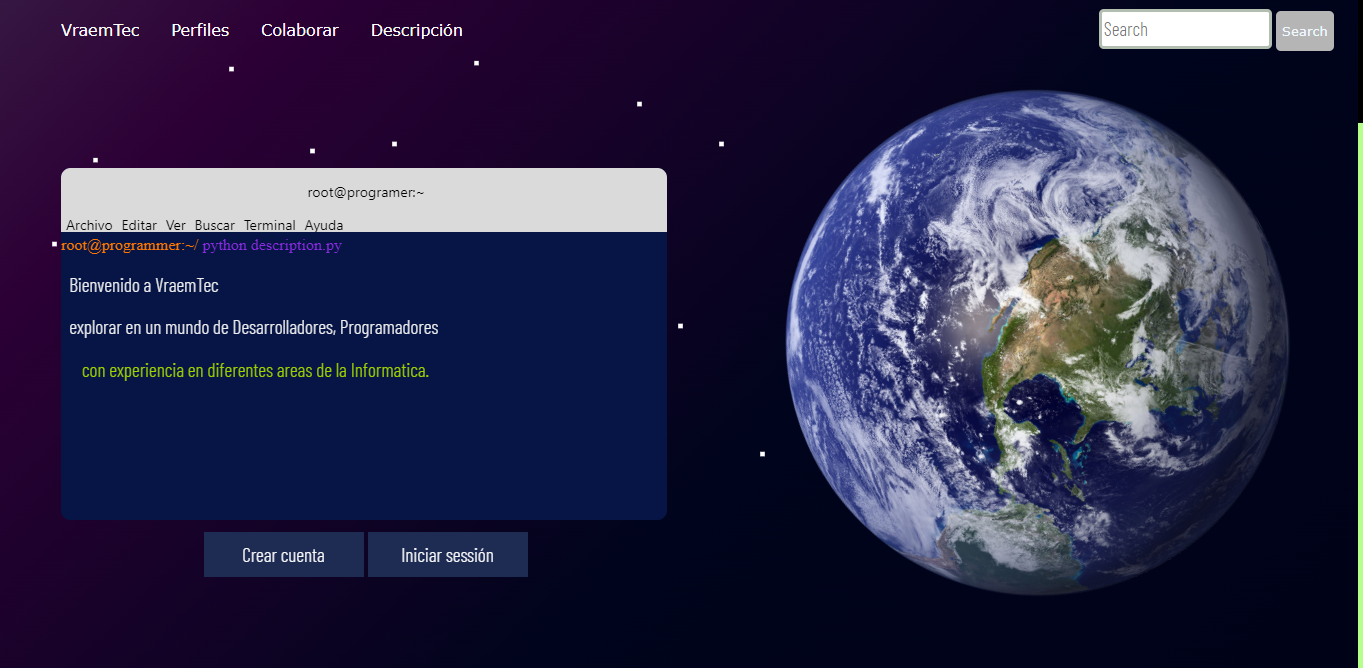 VraemTec Perfiles Colaborar Descripción Search Search
root@programer:~
Archivo Editar Ver Buscar Terminal Ayuda
root@programmer:~/ python description.py
Bienvenido a VraemTec
explorar en un mundo de Desarrolladores, Programadores
con experiencia en diferentes areas de la Informatica.
Crear cuenta Iniciar sessión